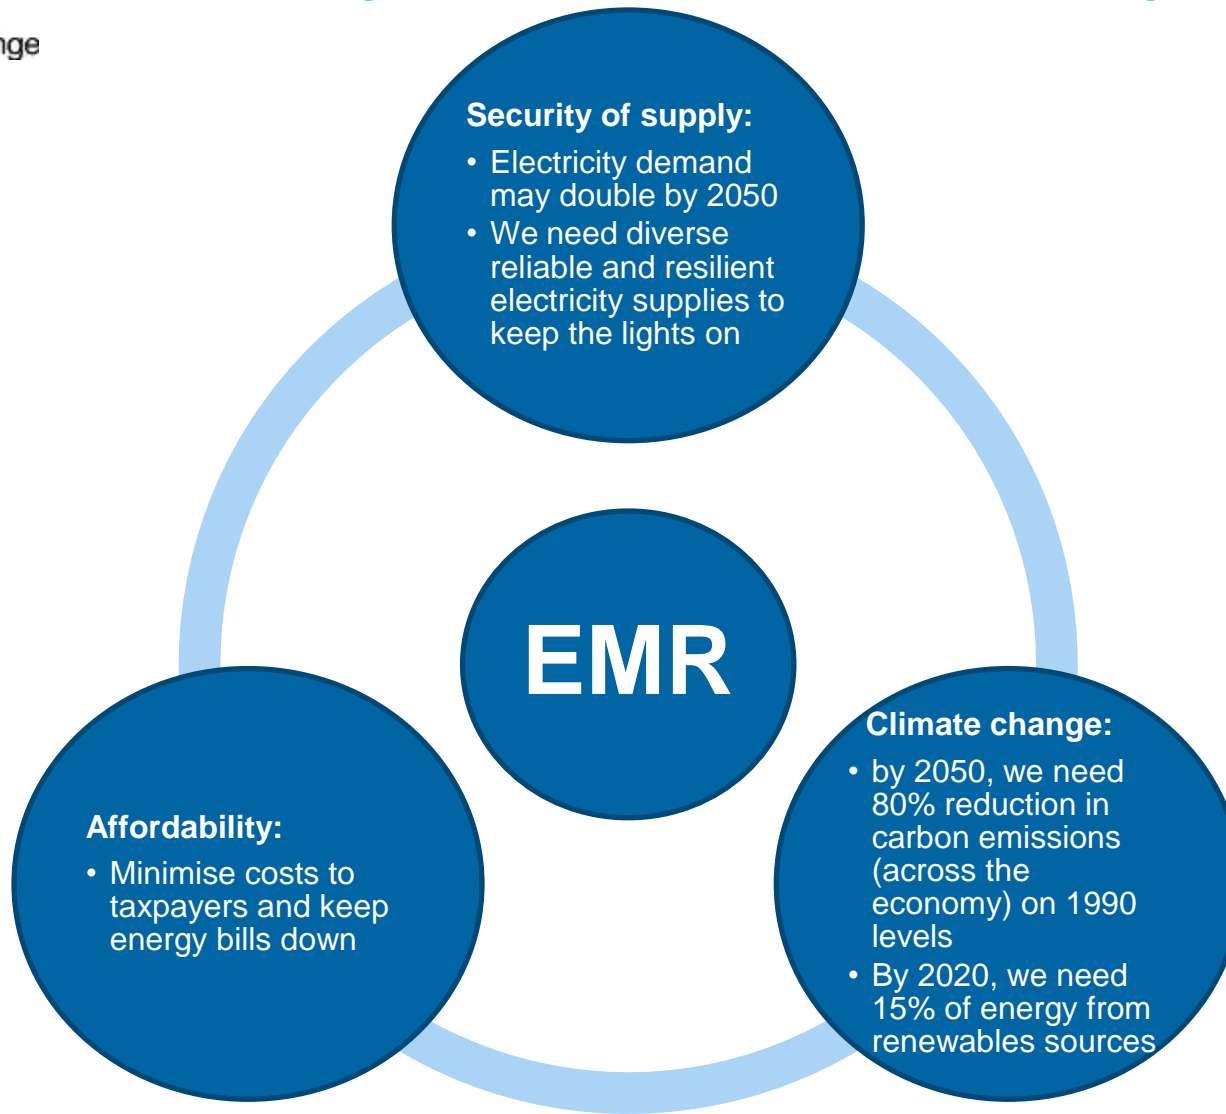 Security of supply:
• Electricity demand
may double by 2050
• We need diverse
reliable and resilient
electricity supplies to
keep the lights on
EMR
Affordability:
• Minimise costs to
taxpayers and keep
energy bills down
Climate change:
• by 2050, we need
80% reduction in
carbon emissions
(across the
economy) on 1990
levels
• By 2020, we need
15% of energy from
renewables sources